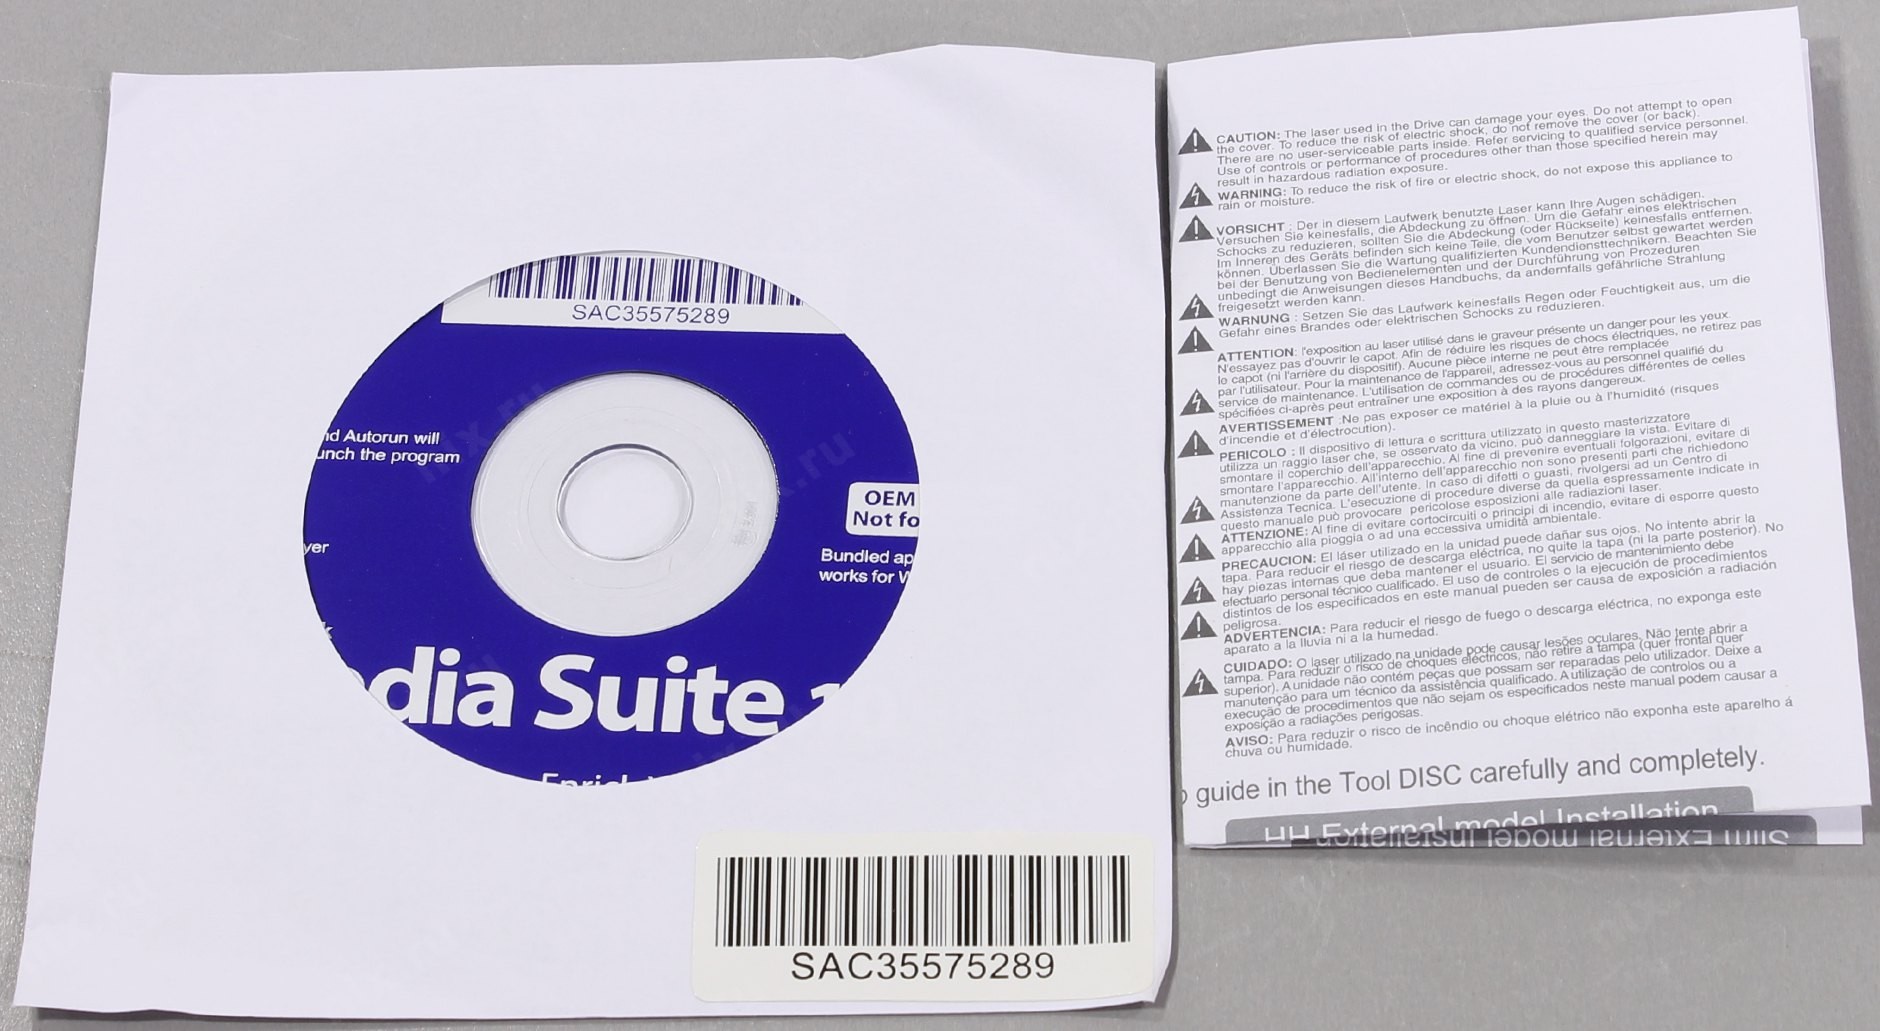 SAC35575289
nd Autorun will
unch the program
OEM
Not fo
yer
Bundled ap
works for W
dia Suite 1
Enrich
SAC35575289
CAUTION: The laser used in the Drive can damage your eyes. Do not attempt to open
the cover. To reduce the risk of electric shock, do not remove the cover (or back).
There are no user-serviceable parts inside. Refer servicing to qualified service personnel.
Use of controls or performance of procedures other than those specified herein may
result in hazardous radiation exposure.
WARNING: To reduce the risk of fire or electric shock, do not expose this appliance to
rain or moisture.
VORSICHT : Der in diesem Laufwerk benutzte Laser kann Ihre Augen schädigen.
Versuchen Sie keinesfalls, die Abdeckung zu öffnen. Um die Gefahr eines elektrischen
Schocks zu reduzieren, sollten Sie die Abdeckung (oder Rückseite) keinesfalls entfernen.
Im Inneren des Geräts befinden sich keine Teile, die vom Benutzer selbst gewartet werden
können. Überlassen Sie die Wartung qualifizierten Kundendiensttechnikern. Beachten Sie
bei der Benutzung von Bedienelementen und der Durchführung von Prozeduren
unbedingt die Anweisungen dieses Handbuchs, da andernfalls gefährliche Strahlung
freigesetzt werden kann.
WARNUNG : Setzen Sie das Laufwerk keinesfalls Regen oder Feuchtigkeit aus, um die
Gefahr eines Brandes oder elektrischen Schocks zu reduzieren.
ATTENTION: l'exposition au laser utilisé dans le graveur présente un danger pour les yeux.
N'essayez pas d'ouvrir le capot. Afin de réduire les risques de chocs électriques, ne retirez pas
le capot (ni l'arrière du dispositif). Aucune pièce interne ne peut être remplacée
par l'utilisateur. Pour la maintenance de l'appareil, adressez-vous au personnel qualifié du
service de maintenance. L'utilisation de commandes ou de procédures différentes de celles
spécifiées ci-après peut entraîner une exposition à des rayons dangereux.
AVERTISSEMENT :Ne pas exposer ce matériel à la pluie ou à l'humidité (risques
d'incendie et d'électrocution).
PERICOLO : Il dispositivo di lettura e scrittura utilizzato in questo masterizzatore
utilizza un raggio laser che, se osservato da vicino, può danneggiare la vista. Evitare di
smontare il coperchio dell'apparecchio. Al fine di prevenire eventuali folgorazioni, evitare di
smontare l'apparecchio. All'interno dell'apparecchio non sono presenti parti che richiedono
manutenzione da parte dell'utente. In caso di difetti o guasti, rivolgersi ad un Centro di
Assistenza Tecnica. L'esecuzione di procedure diverse da quella espressamente indicate in
questo manuale può provocare pericolose esposizioni alle radiazioni laser.
ATTENZIONE: Al fine di evitare cortocircuiti o principi di incendio, evitare di esporre questo
apparecchio alla pioggia o ad una eccessiva umidità ambientale.
PRECAUCION: El láser utilizado en la unidad puede dañar sus ojos. No intente abrir la
tapa. Para reducir el riesgo de descarga eléctrica, no quite la tapa (ni la parte posterior). No
hay piezas internas que deba mantener el usuario. El servicio de mantenimiento debe
efectuarlo personal técnico cualificado. El uso de controles o la ejecución de procedimientos
distintos de los especificados en este manual pueden ser causa de exposición a radiación
peligrosa.
ADVERTENCIA: Para reducir el riesgo de fuego o descarga eléctrica, no exponga este
aparato a la lluvia ni a la humedad.
CUIDADO: O laser utilizado na unidade pode causar lesões oculares. Não tente abrir a
tampa. Para reduzir o risco de choques eléctricos, não retire a tampa (quer frontal quer
superior). A unidade não contém peças que possam ser reparadas pelo utilizador. Deixe a
manutenção para um técnico da assistência qualificado. A utilização de controlos ou a
execução de procedimentos que não sejam os especificados neste manual podem causar a
exposição a radiações perigosas.
AVISO: Para reduzir o risco de incêndio ou choque elétrico não exponha este aparelho á
chuva ou humidade.
guide in the Tool DISC carefully and completely.
HH External model Installation
Slim External model Installation